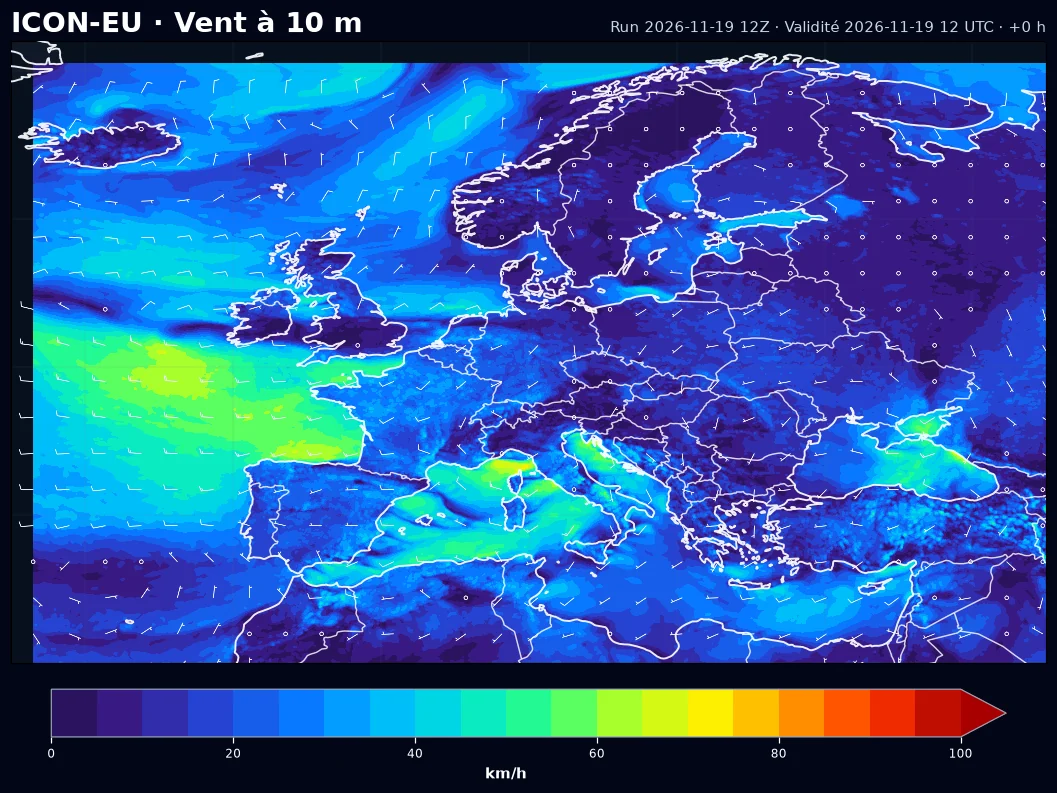 ICON-EU · Vent à 10 m
Run 2026-11-19 12Z · Validité 2026-11-19 12 UTC · +0 h
0 20 40 60 80 100
km/h